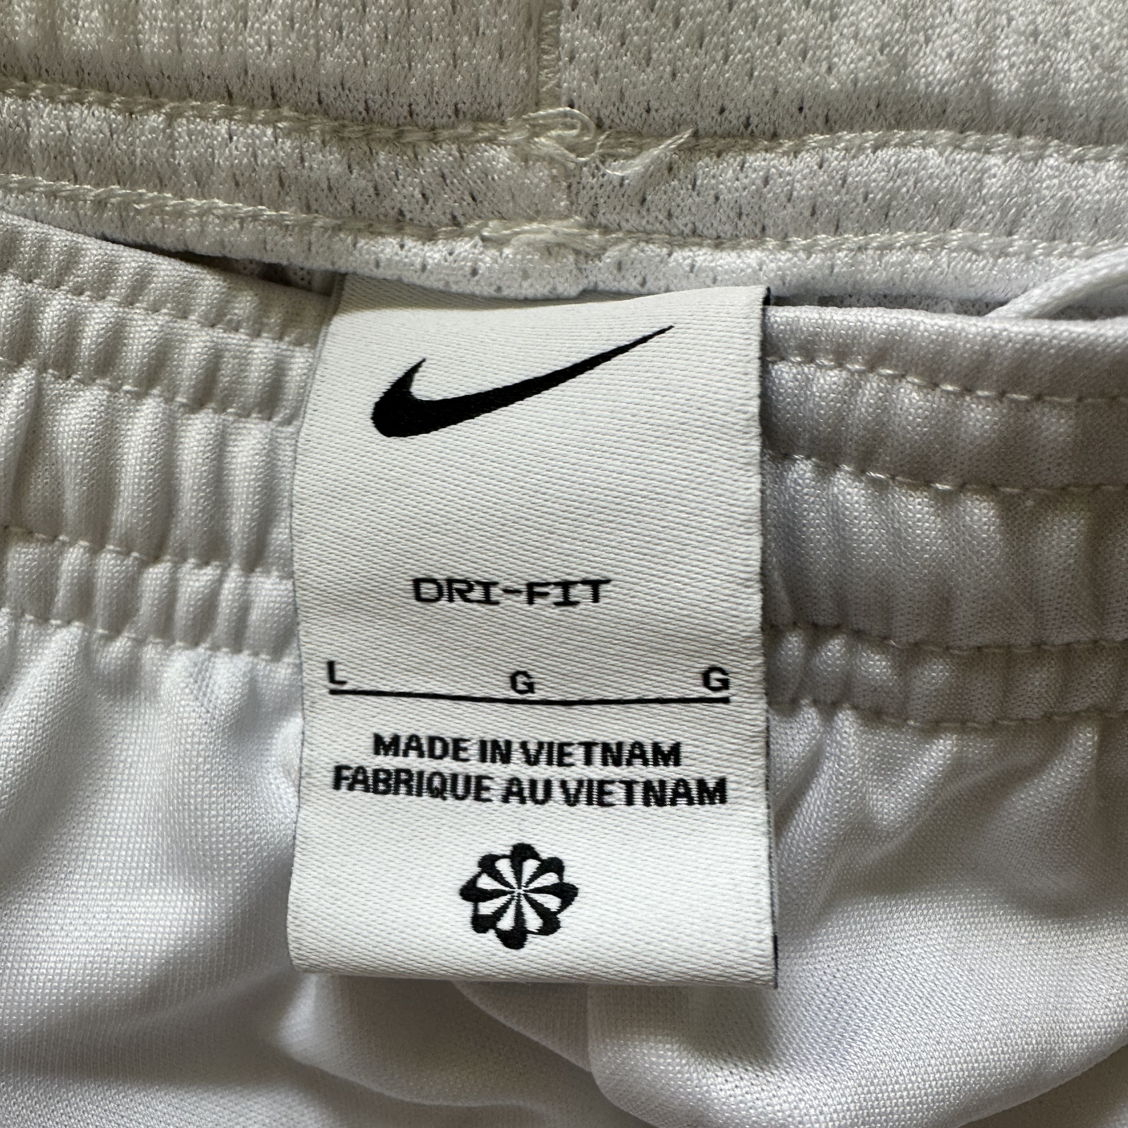 DRI-FIT
L G G
MADE IN VIETNAM
FABRIQUE AU VIETNAM